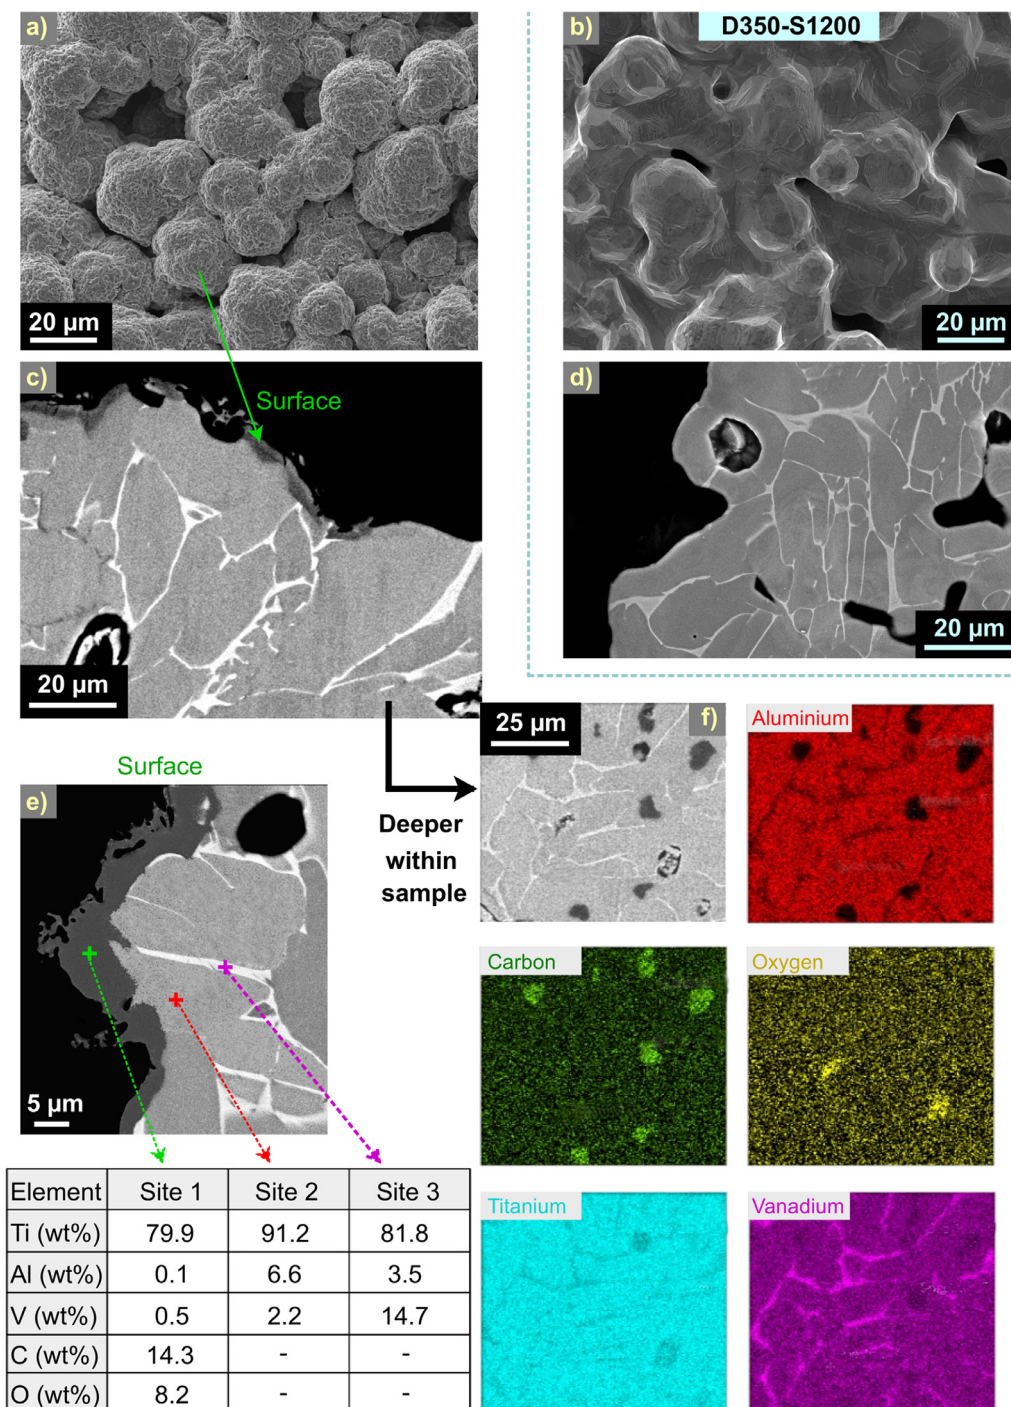 a)
20 µm
b)
D350-S1200
20 µm
c)
Surface
20 µm
d)
20 µm
Surface
e)
5 µm
Deeper
within
sample
25 µm
f)
Aluminium
Carbon
Oxygen
Titanium
Vanadium
Element Site 1 Site 2 Site 3
Ti (wt%) 79.9 91.2 81.8
Al (wt%) 0.1 6.6 3.5
V (wt%) 0.5 2.2 14.7
C (wt%) 14.3 - -
O (wt%) 8.2 - -